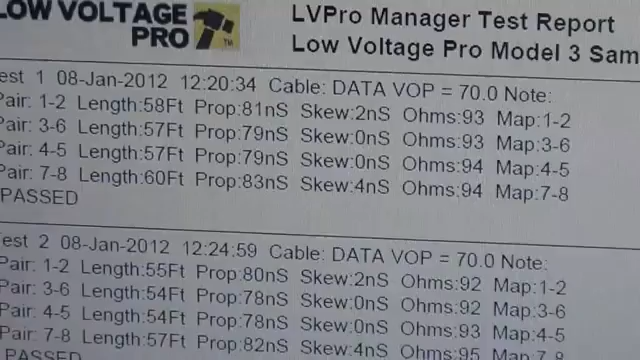 LOW VOLTAGE
PRO TM
LVPro Manager Test Report
Low Voltage Pro Model 3 Sam
est 1 08-Jan-2012 12:20:34 Cable: DATA VOP = 70.0 Note:
Pair: 1-2 Length:58Ft Prop:81nS Skew:2nS Ohms:93 Map:1-2
Pair: 3-6 Length:57Ft Prop:79nS Skew:0nS Ohms:93 Map:3-6
Pair: 4-5 Length:57Ft Prop:79nS Skew:0nS Ohms:94 Map:4-5
Pair: 7-8 Length:60Ft Prop:83nS Skew:4nS Ohms:94 Map:7-8
PASSED
est 2 08-Jan-2012 12:24:59 Cable: DATA VOP = 70.0 Note:
Pair: 1-2 Length:55Ft Prop:80nS Skew:2nS Ohms:92 Map:1-2
Pair: 3-6 Length:54Ft Prop:78nS Skew:0nS Ohms:92 Map:3-6
Pair: 4-5 Length:54Ft Prop:78nS Skew:0nS Ohms:93 Map:4-5
Pair: 7-8 Length:57Ft Prop:82nS Skew:4nS Ohms:95 Map:7-8
PASSED